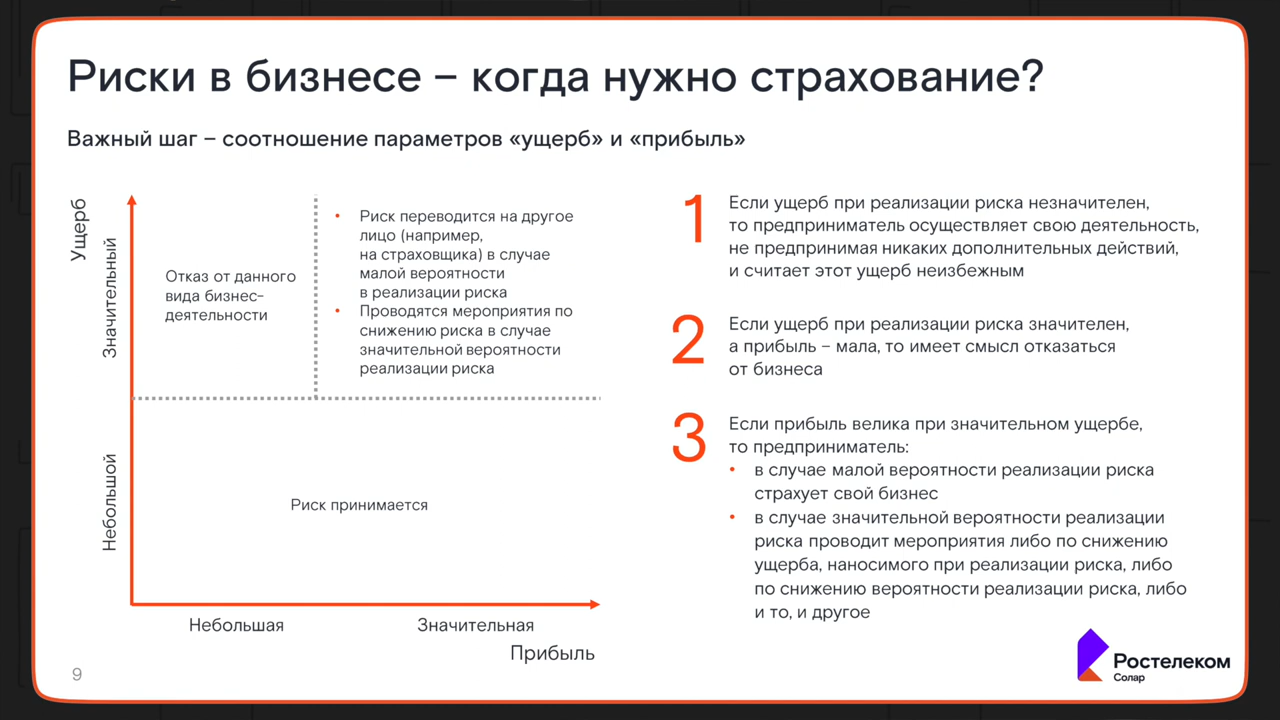 Риски в бизнесе – когда нужно страхование?
Важный шаг – соотношение параметров «ущерб» и «прибыль»
Ущерб
Значительный
Небольшой
Отказ от данного
вида бизнес-
деятельности
• Риск переводится на другое
лицо (например,
на страховщика) в случае
малой вероятности
в реализации риска
• Проводятся мероприятия по
снижению риска в случае
значительной вероятности
реализации риска
Риск принимается
Небольшая
Значительная
Прибыль
1
Если ущерб при реализации риска незначителен,
то предприниматель осуществляет свою деятельность,
не предпринимая никаких дополнительных действий,
и считает этот ущерб неизбежным
2
Если ущерб при реализации риска значителен,
а прибыль – мала, то имеет смысл отказаться
от бизнеса
3
Если прибыль велика при значительном ущербе,
то предприниматель:
• в случае малой вероятности реализации риска
страхует свой бизнес
• в случае значительной вероятности реализации
риска проводит мероприятия либо по снижению
ущерба, наносимого при реализации риска, либо
по снижению вероятности реализации риска, либо
и то, и другое
9
Ростелеком
Солар